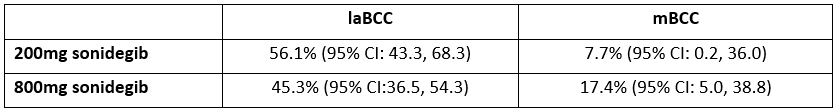 laBCC mBCC
200mg sonidegib 56.1% (95% CI: 43.3, 68.3) 7.7% (95% CI: 0.2, 36.0)
800mg sonidegib 45.3% (95% CI:36.5, 54.3) 17.4% (95% CI: 5.0, 38.8)